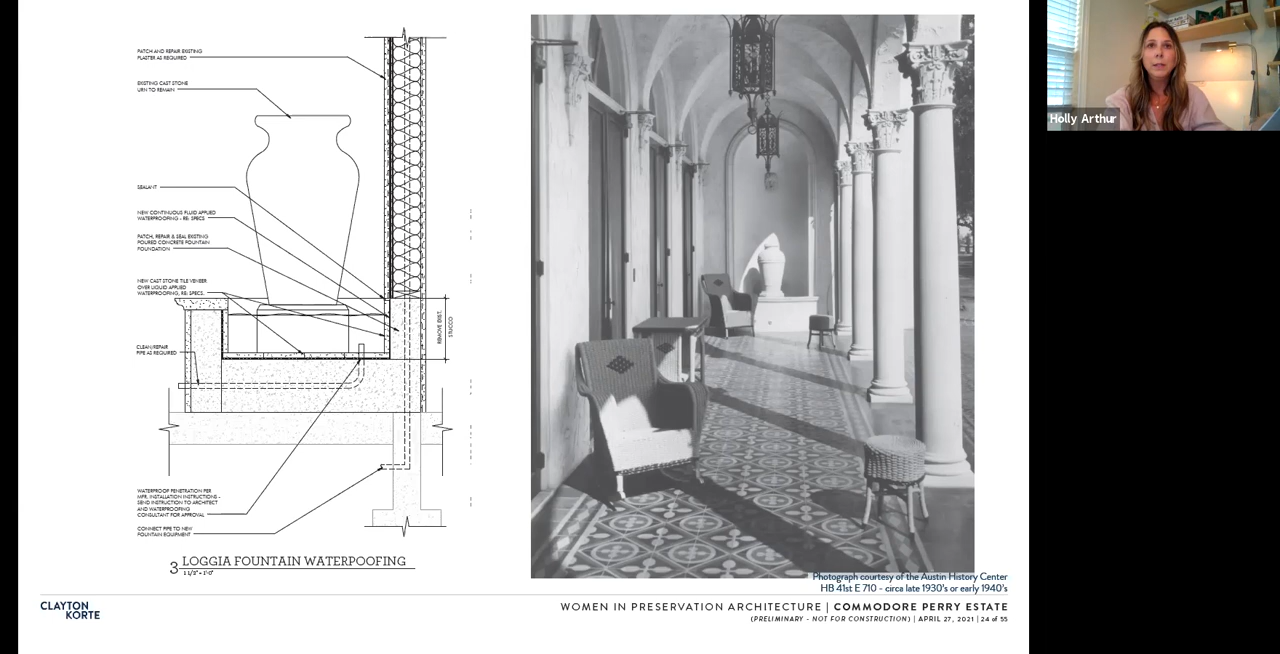 PATCH AND REPAIR EXISTING
PLASTER AS REQUIRED
EXISTING CAST STONE
URN TO REMAIN
SEALANT
NEW CONTINUOUS FLUID APPLIED
WATERPROOFING - RE: SPECS
PATCH, REPAIR & SEAL EXISTING
POURED CONCRETE FOUNTAIN
FOUNDATION
NEW CAST STONE TILE VENEER
OVER LIQUID APPLIED
WATERPROOFING, RE: SPECS.
REMOVE EXIST.
STUCCO
CLEAN/REPAIR
PIPE AS REQUIRED
WATERPROOF PENETRATION PER
MFR. INSTALLATION INSTRUCTIONS -
SEND INSTRUCTION TO ARCHITECT
AND WATERPROOFING
CONSULTANT FOR APPROVAL
CONNECT PIPE TO NEW
FOUNTAIN EQUIPMENT
3 LOGGIA FOUNTAIN WATERPOOFING
1 1/2" = 1'-0"
Photograph courtesy of the Austin History Center
HB 41st E 710 - circa late 1930's or early 1940's
CLAYTON
KORTE
WOMEN IN PRESERVATION ARCHITECTURE | COMMODORE PERRY ESTATE
(PRELIMINARY - NOT FOR CONSTRUCTION) | APRIL 27, 2021 | 24 of 55
Holly Arthur